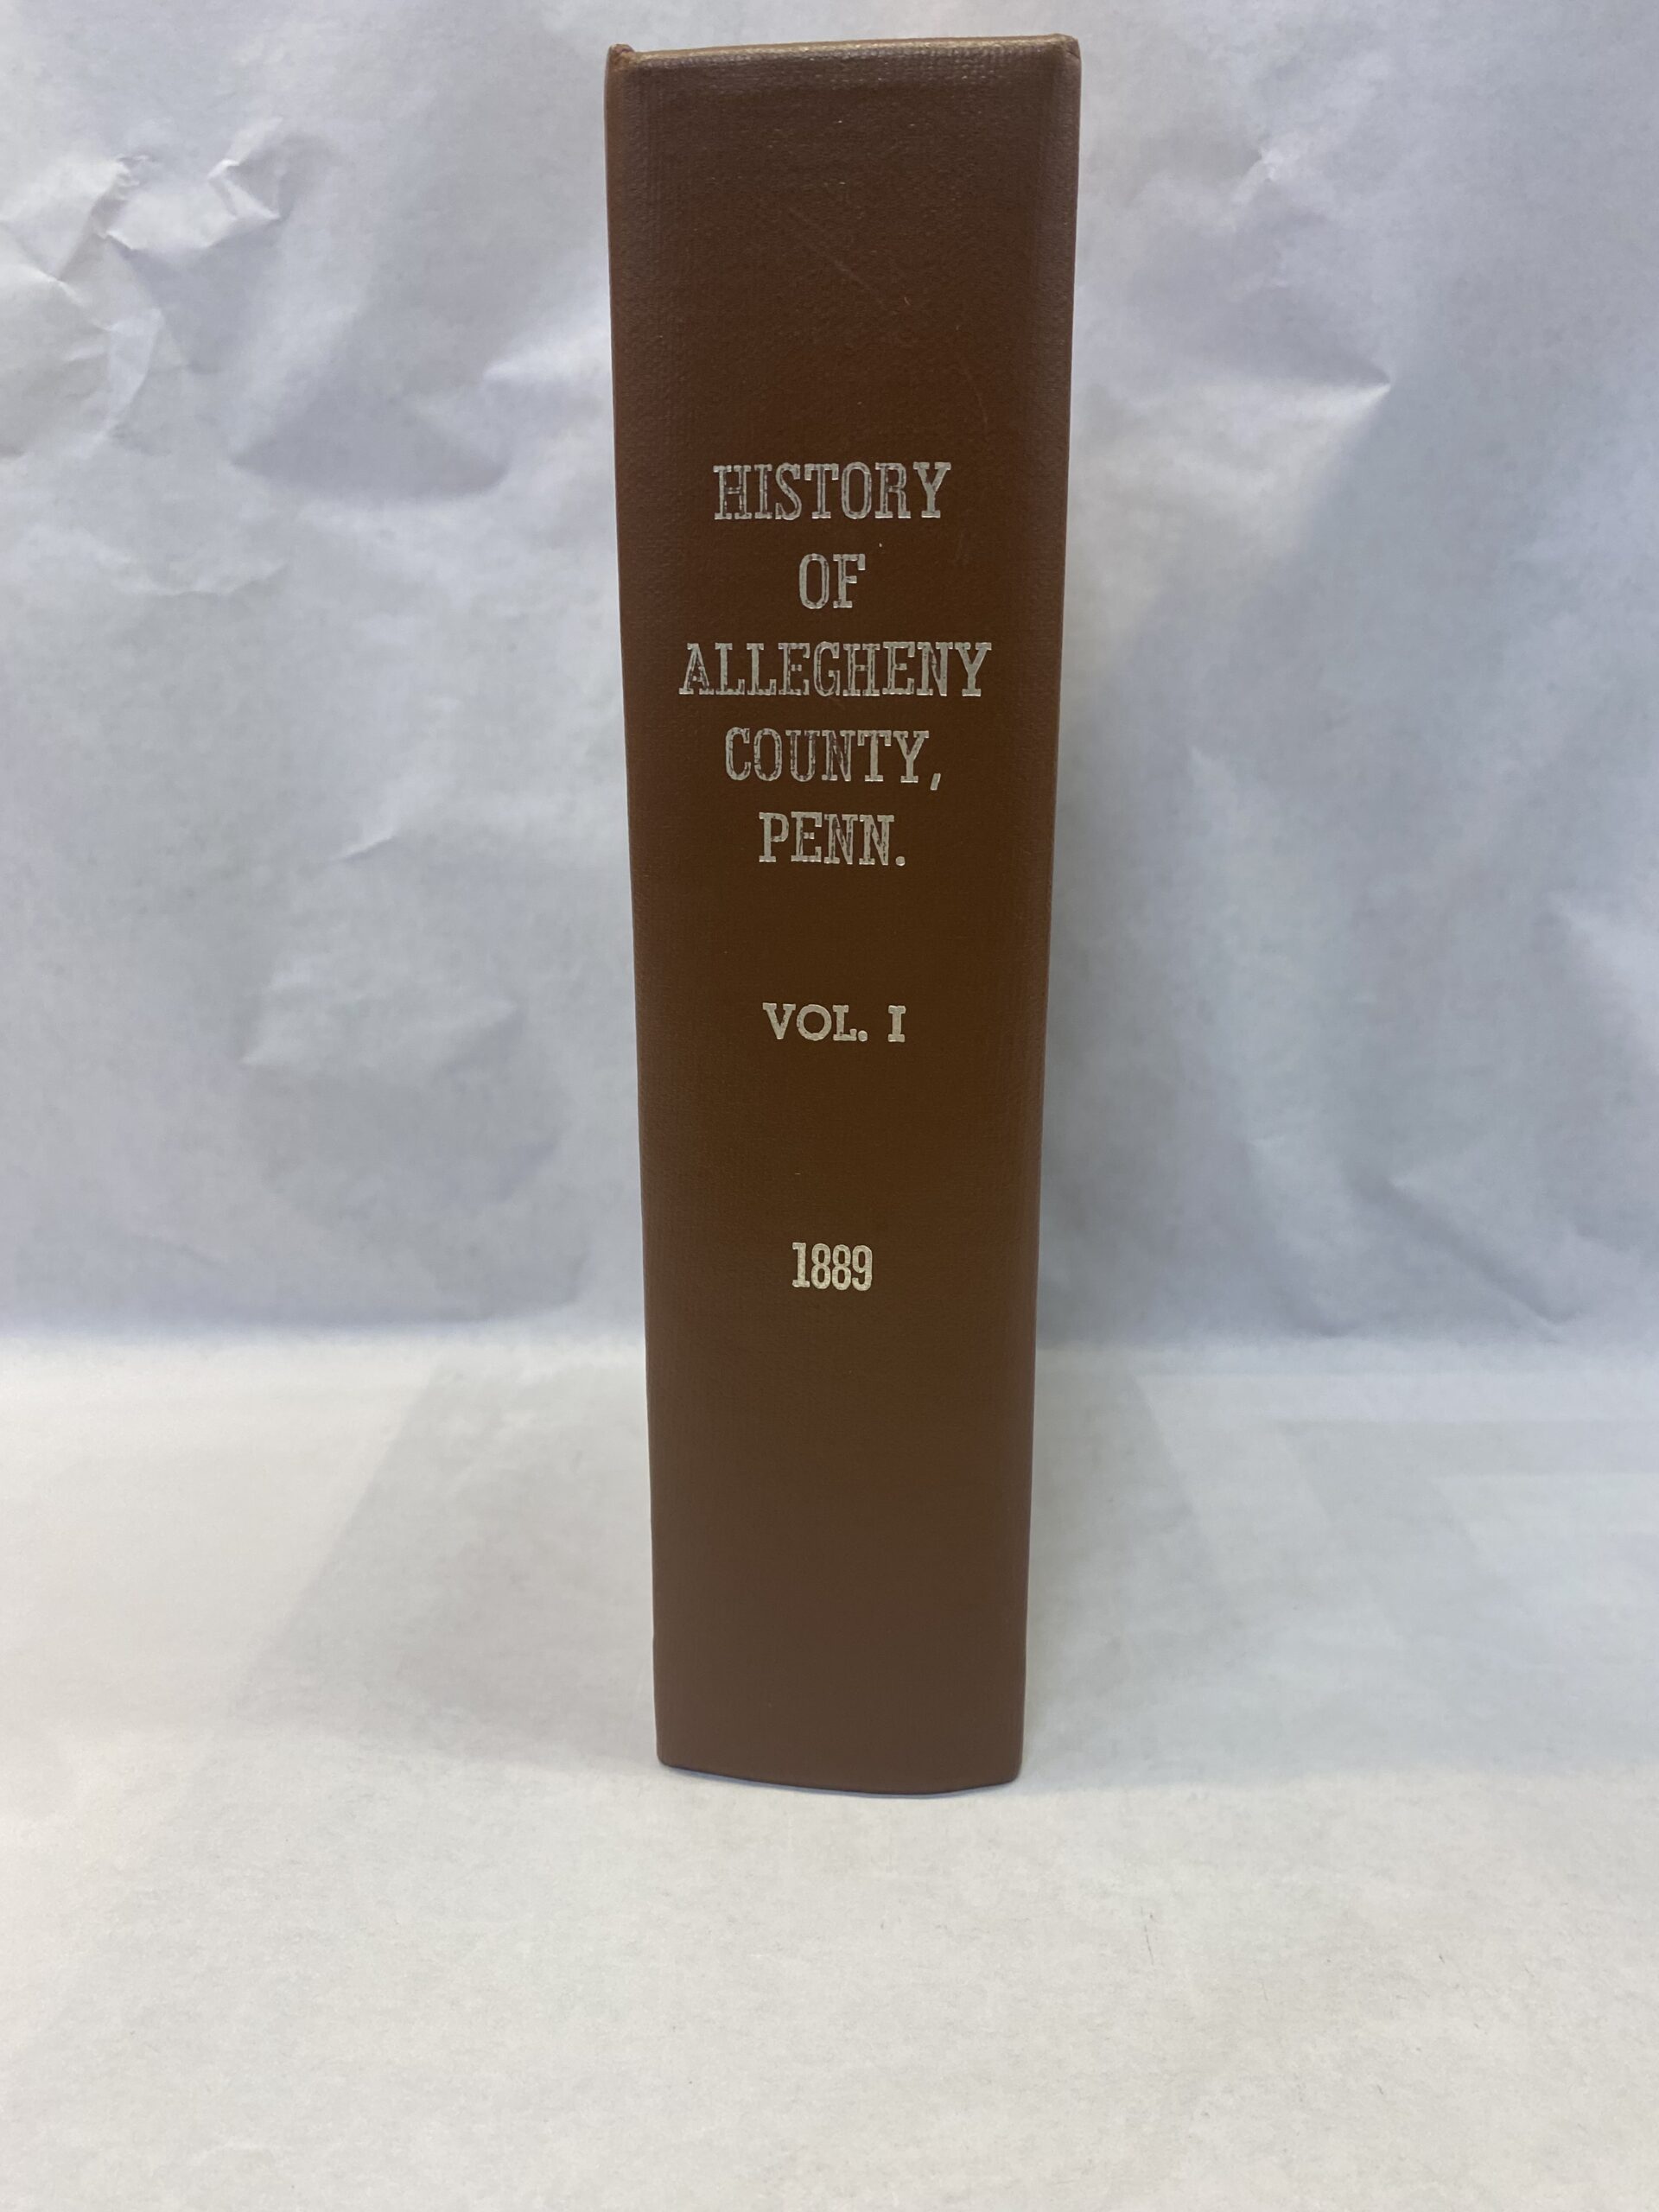 HISTORY
OF
ALLEGHENY
COUNTY,
PENN.
VOL. I
1889